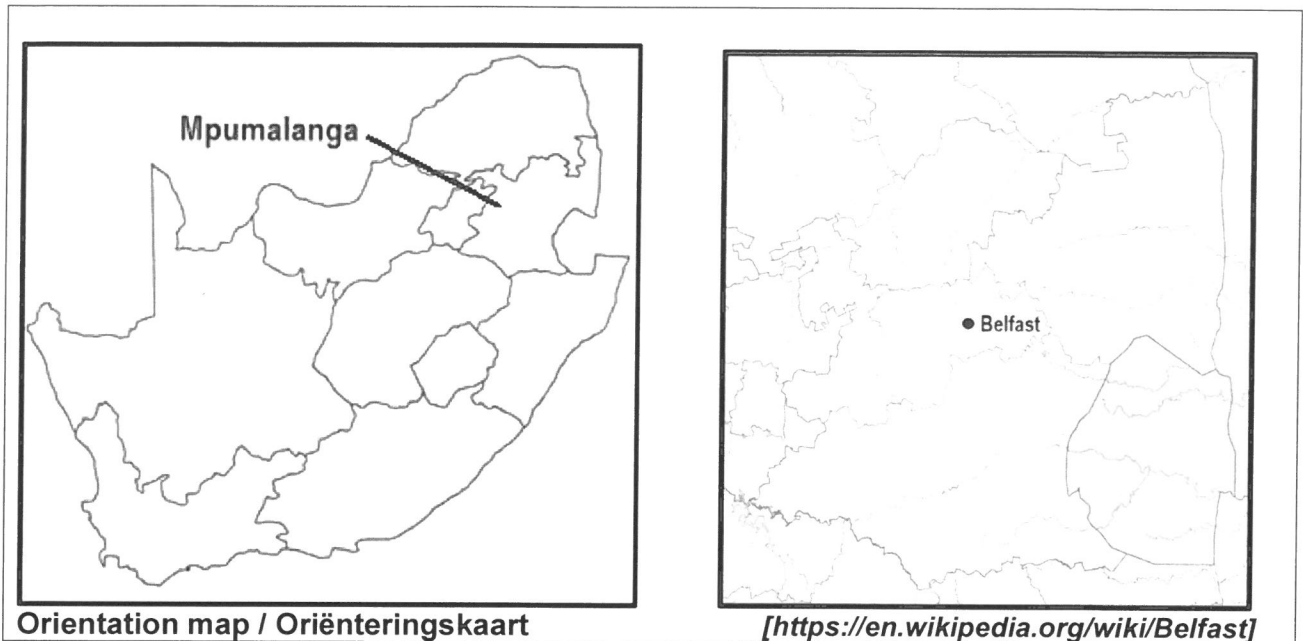 Mpumalanga
Belfast
Orientation map / Oriënteringskaart
[https://en.wikipedia.org/wiki/Belfast]